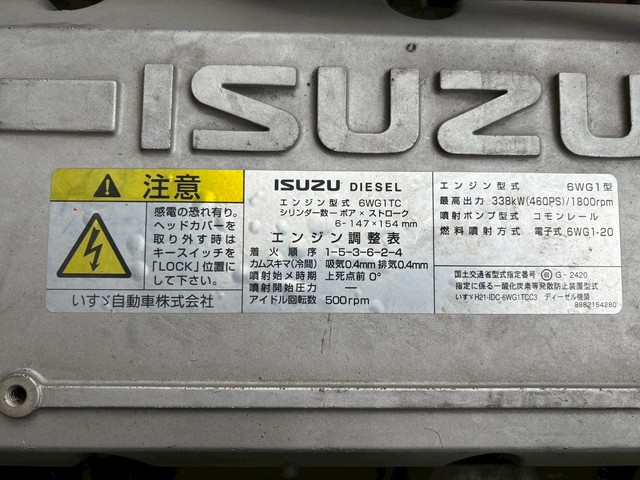 ISUZU
注意
感電の恐れ有り。
ヘッドカバーを
取り外す時は
キースイッチを
「LOCK」位置に
して下さい。
いすゞ自動車株式会社
ISUZU DIESEL
エンジン型式 6WG1TC
シリンダー数-ボア×ストローク
6-147×154mm
エンジン調整表
着火順序 1-5-3-6-2-4
カムスキマ(冷間) 吸気0.4mm 排気0.4mm
噴射始メ時期 上死点前0°
噴射開始圧力 —
アイドル回転数 500rpm
エンジン型式 6WG1型
最高出力 338kW(460PS)/1800rpm
噴射ポンプ型式 コモンレール
燃料噴射方式 電子式 6WG1-20
国土交通省型式指定番号 G-2420
指定に係る一酸化炭素等発散防止装置型式
いすゞH21-IDC-6WG1TCC3 ディーゼル機関
8982154280